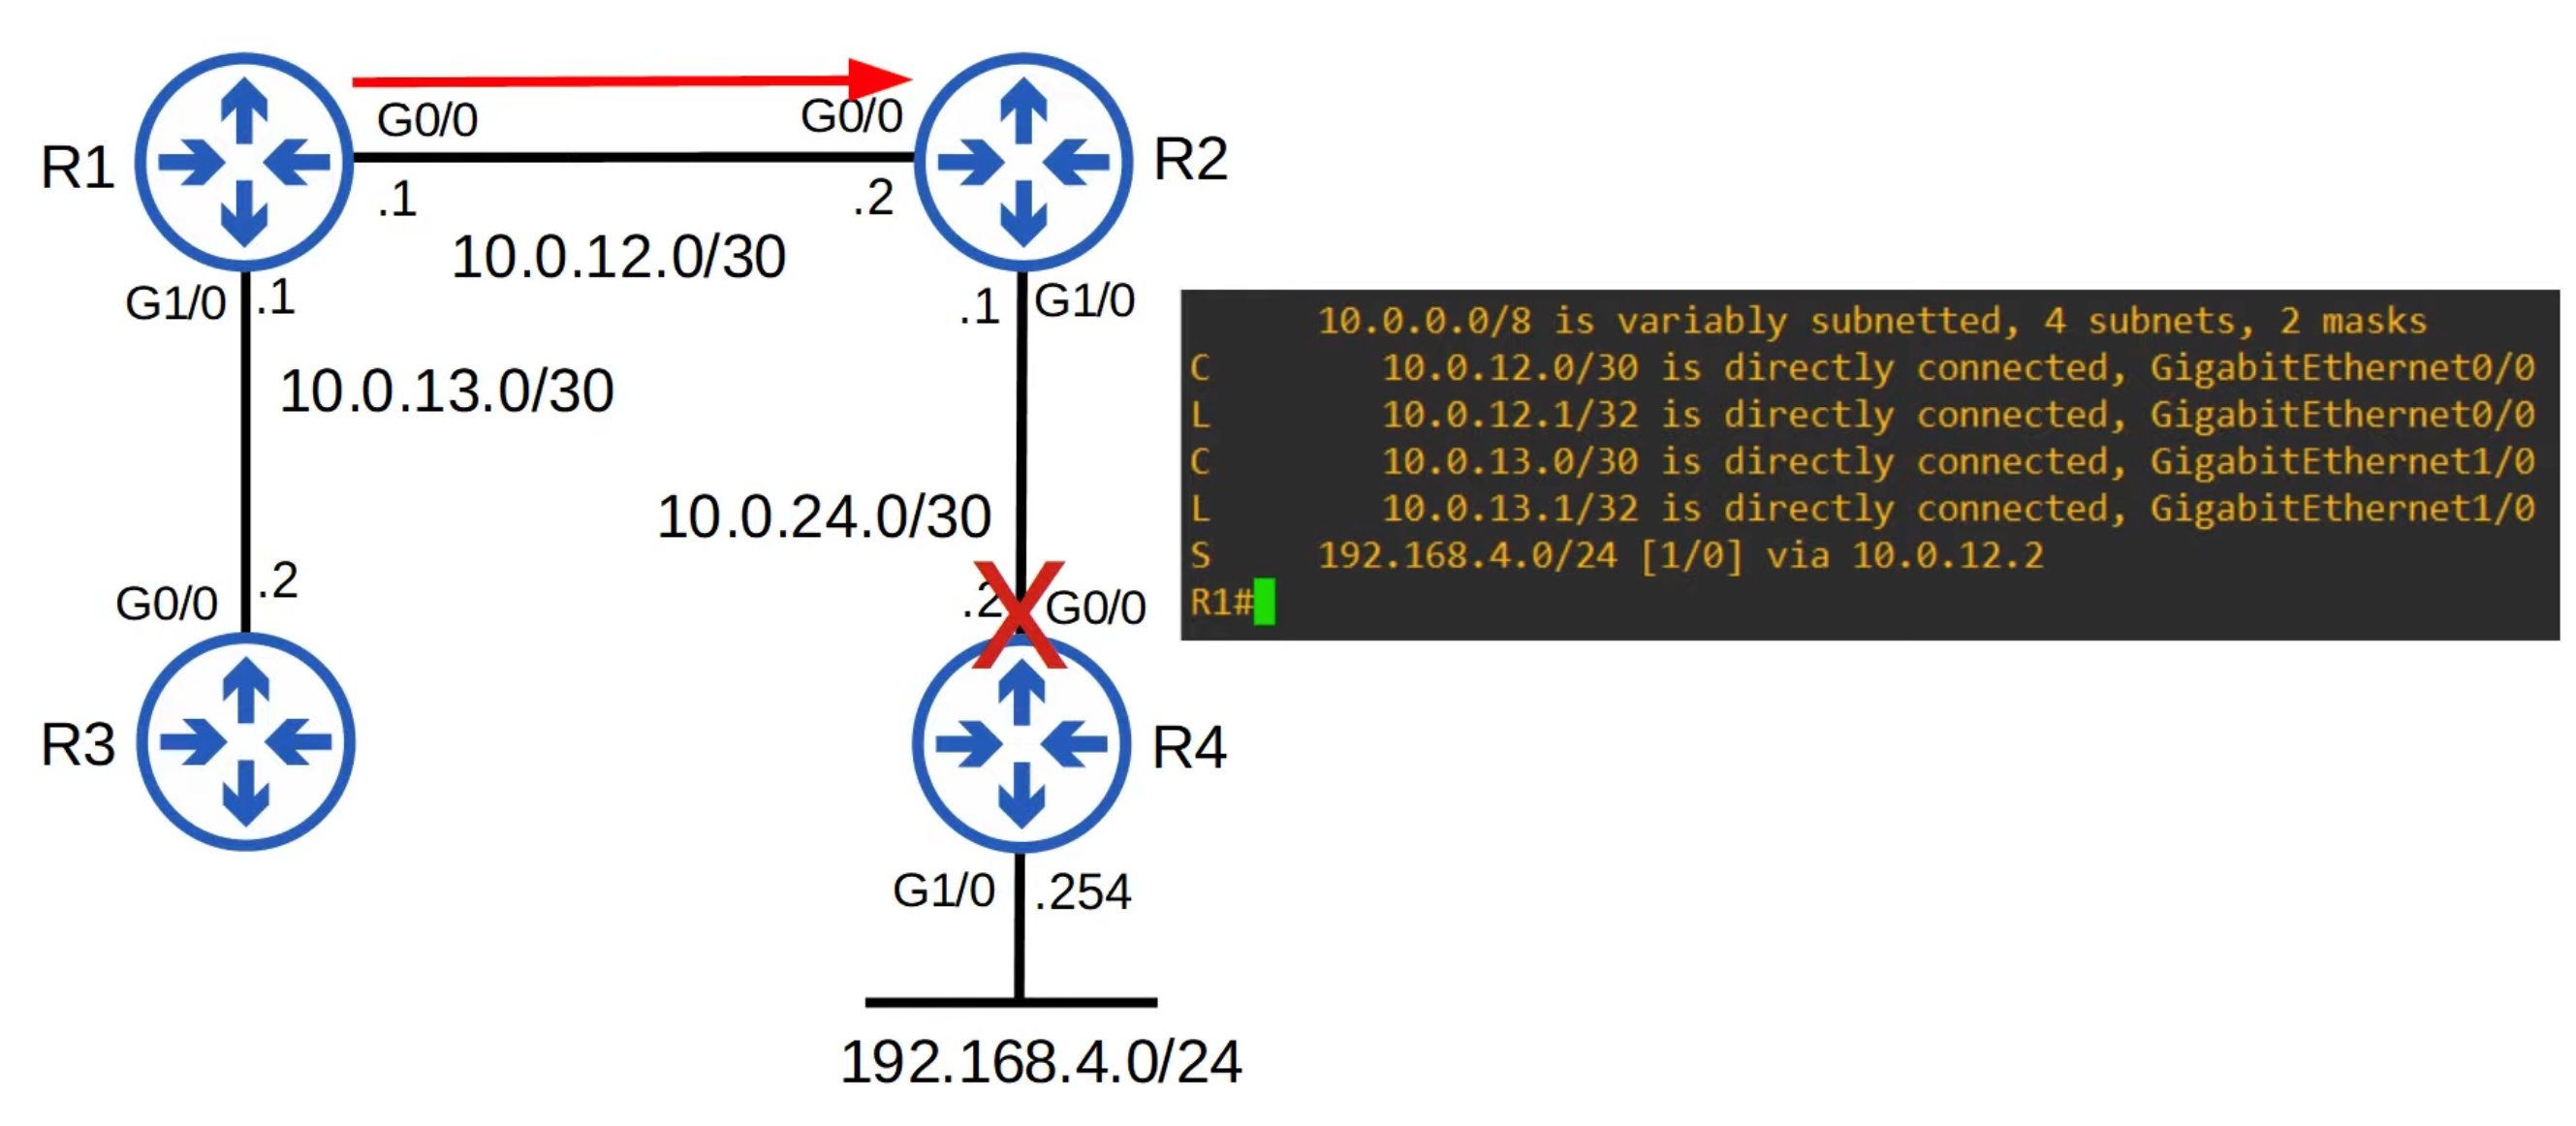 G0/0
G0/0
R1
R2
.1
.2
10.0.12.0/30
G1/0
.1
.1
G1/0
10.0.13.0/30
10.0.24.0/30
G0/0
.2
.2
X
G0/0
R3
R4
G1/0
.254
192.168.4.0/24
10.0.0.0/8 is variably subnetted, 4 subnets, 2 masks
C 10.0.12.0/30 is directly connected, GigabitEthernet0/0
L 10.0.12.1/32 is directly connected, GigabitEthernet0/0
C 10.0.13.0/30 is directly connected, GigabitEthernet1/0
L 10.0.13.1/32 is directly connected, GigabitEthernet1/0
S 192.168.4.0/24 [1/0] via 10.0.12.2
R1#